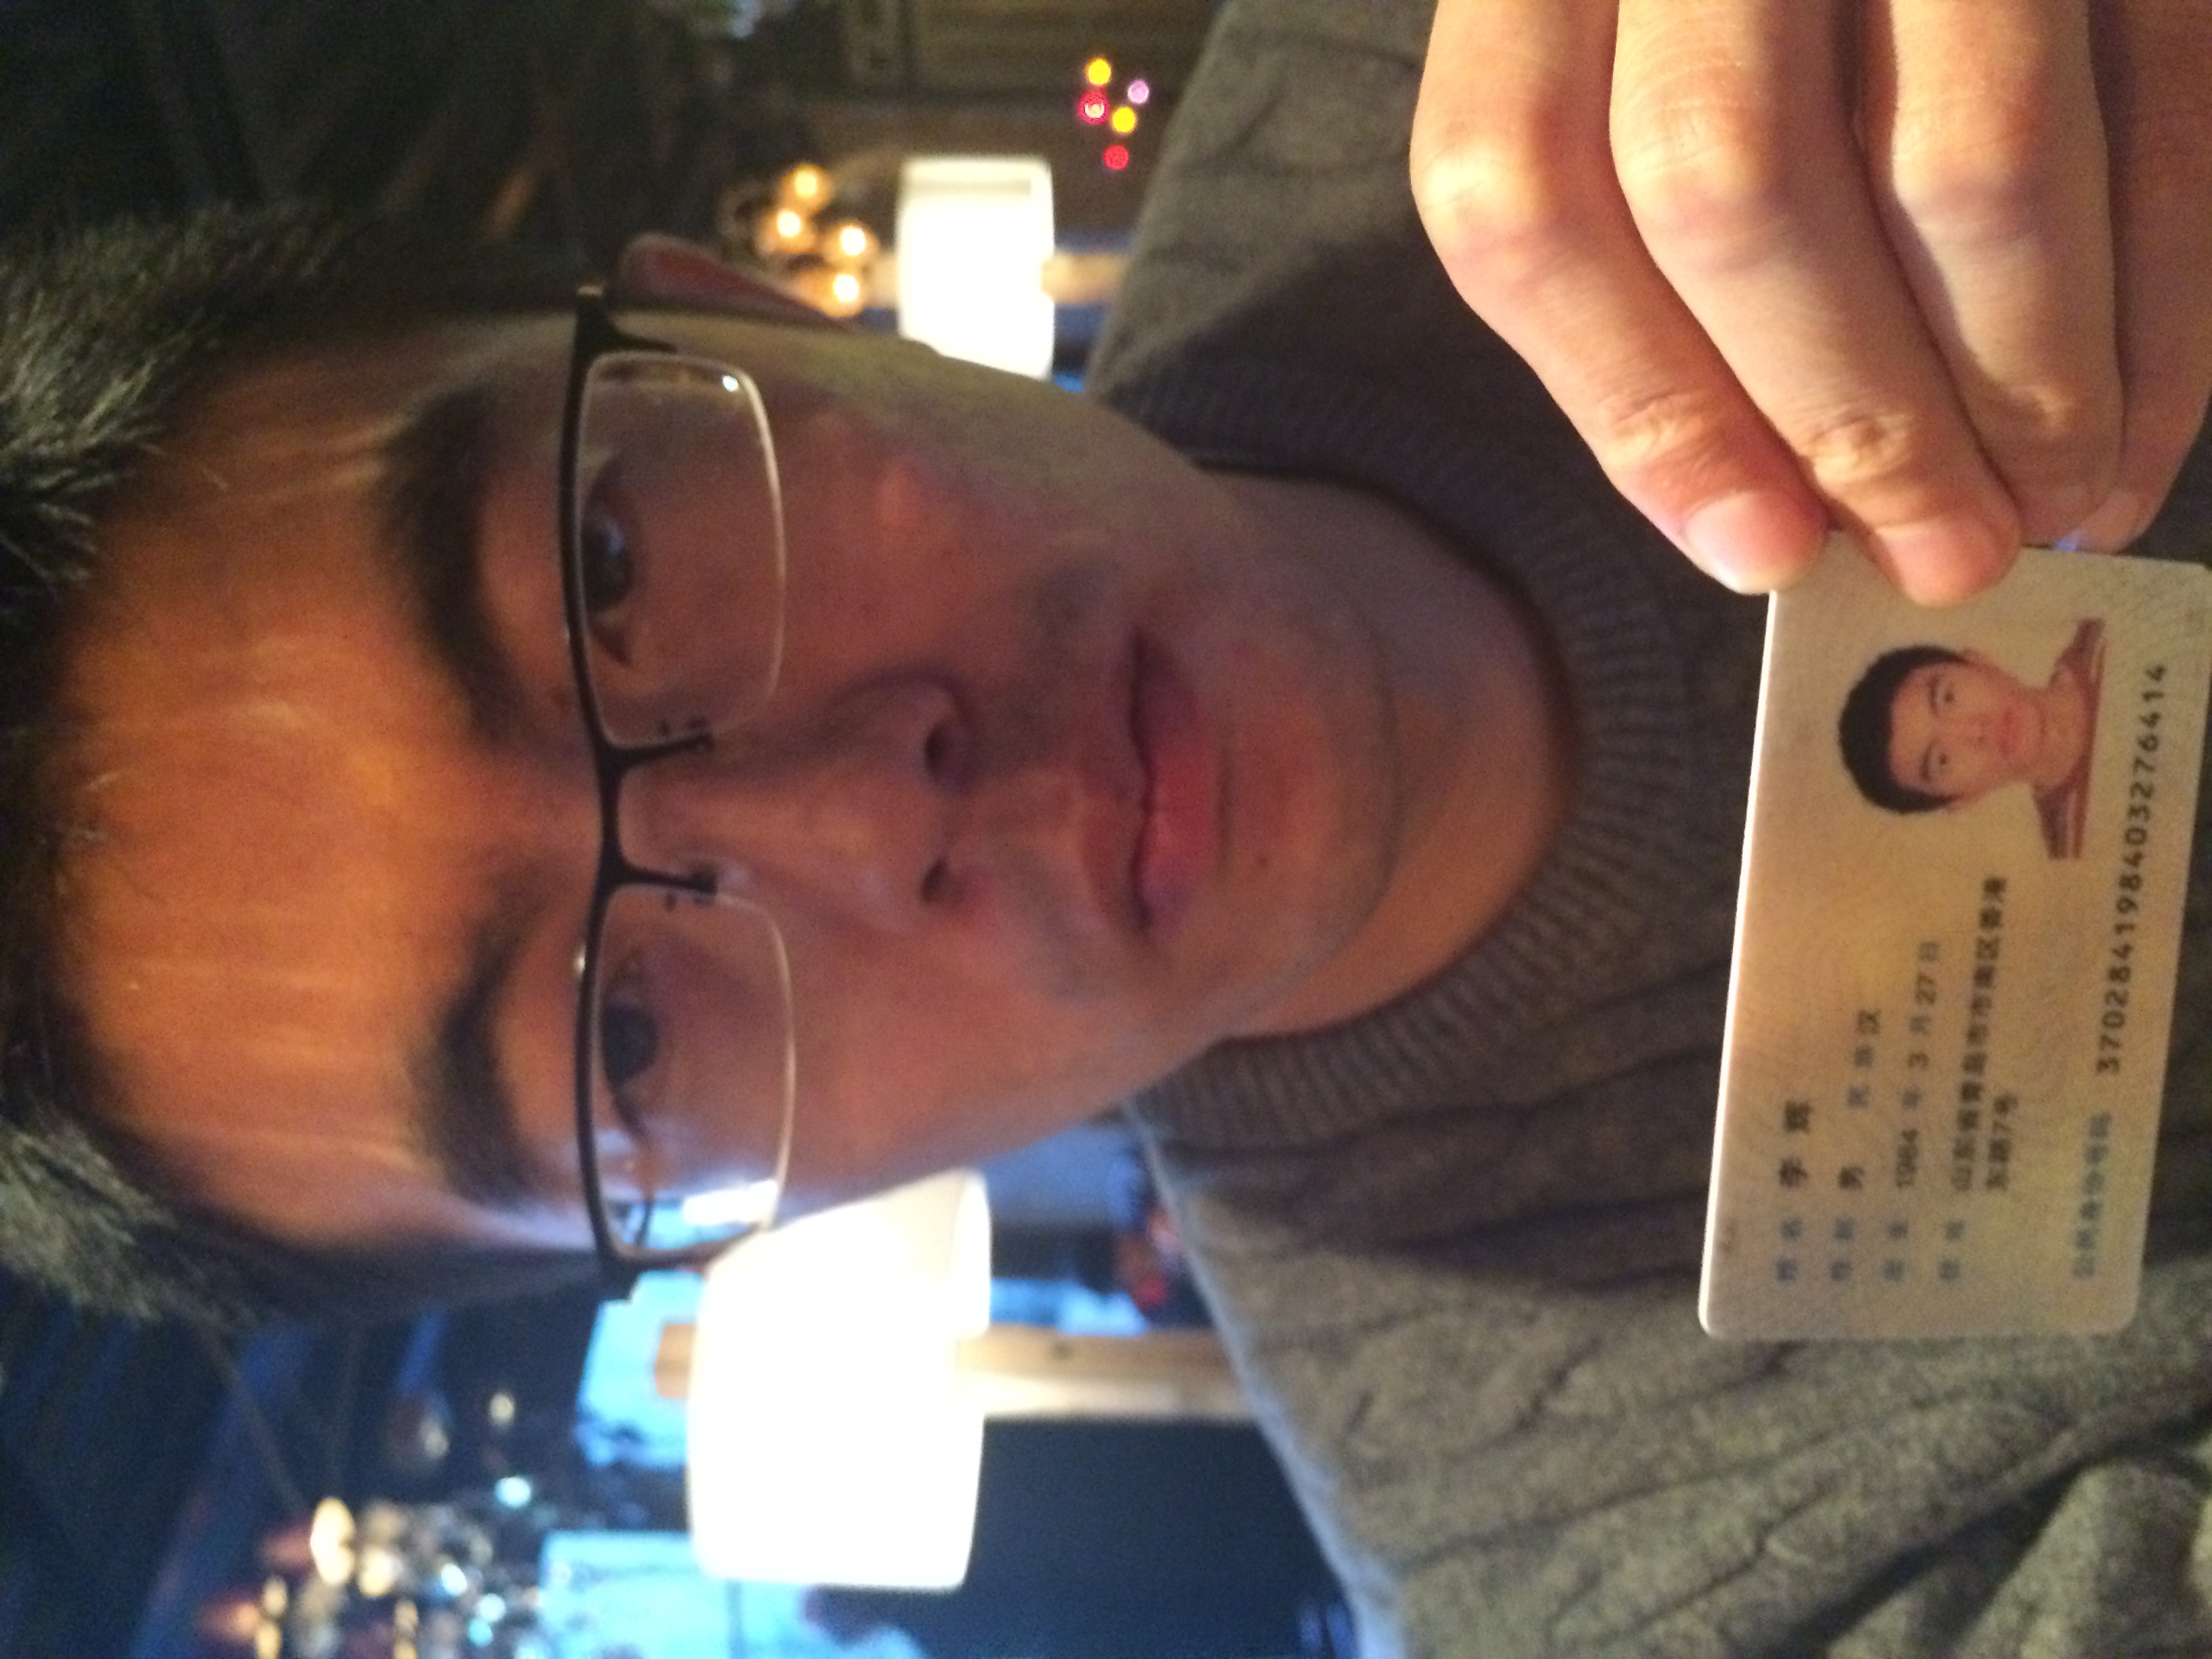 姓名 李辉
性别 男 民族 汉
出生 1984 年 3 月 27 日
住址 山东省青岛市市南区香港
东路7号
公民身份号码 370284198403276414